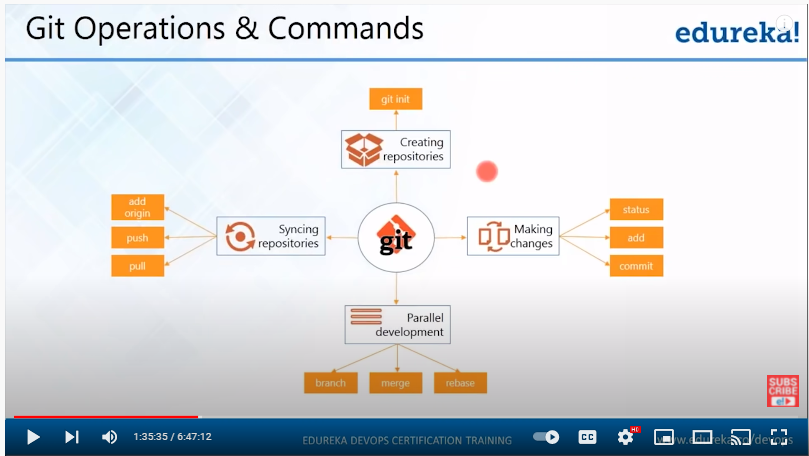 Git Operations & Commands
edureka!
git init
Creating
repositories
add
origin
push
pull
Syncing
repositories
git
Making
changes
status
add
commit
Parallel
development
branch
merge
rebase
SUBS
CRIBE
1:35:35 / 6:47:12
EDUREKA DEVOPS CERTIFICATION TRAINING
CC
HD
www.edureka.co/devops